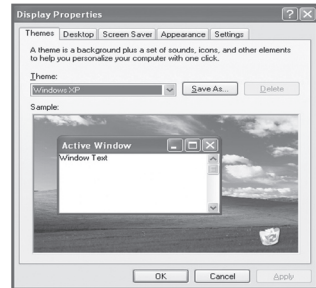 Display Properties
Themes Desktop Screen Saver Appearance Settings
A theme is a background plus a set of sounds, icons, and other elements
to help you personalize your computer with one click.
Theme:
Windows XP Save As... Delete
Sample:
Active Window
Window Text
OK Cancel Apply